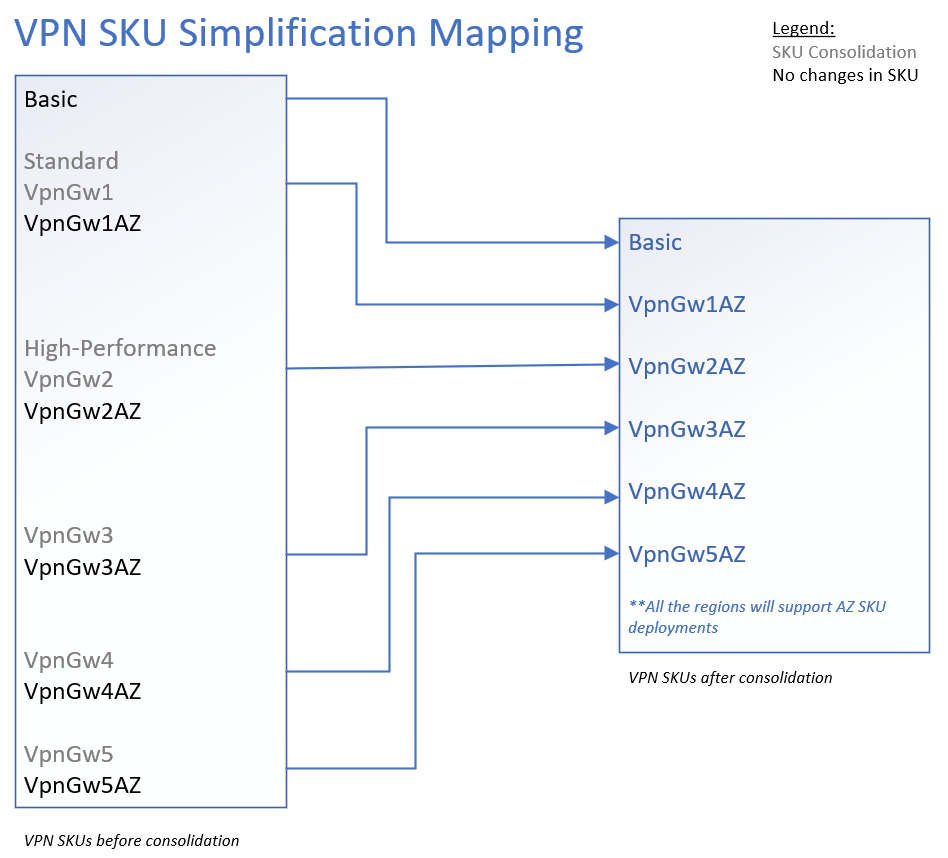 VPN SKU Simplification Mapping
Legend:
SKU Consolidation
No changes in SKU
Basic
Standard
VpnGw1
VpnGw1AZ
High-Performance
VpnGw2
VpnGw2AZ
VpnGw3
VpnGw3AZ
VpnGw4
VpnGw4AZ
VpnGw5
VpnGw5AZ
VPN SKUs before consolidation
Basic
VpnGw1AZ
VpnGw2AZ
VpnGw3AZ
VpnGw4AZ
VpnGw5AZ
**All the regions will support AZ SKU
deployments
VPN SKUs after consolidation